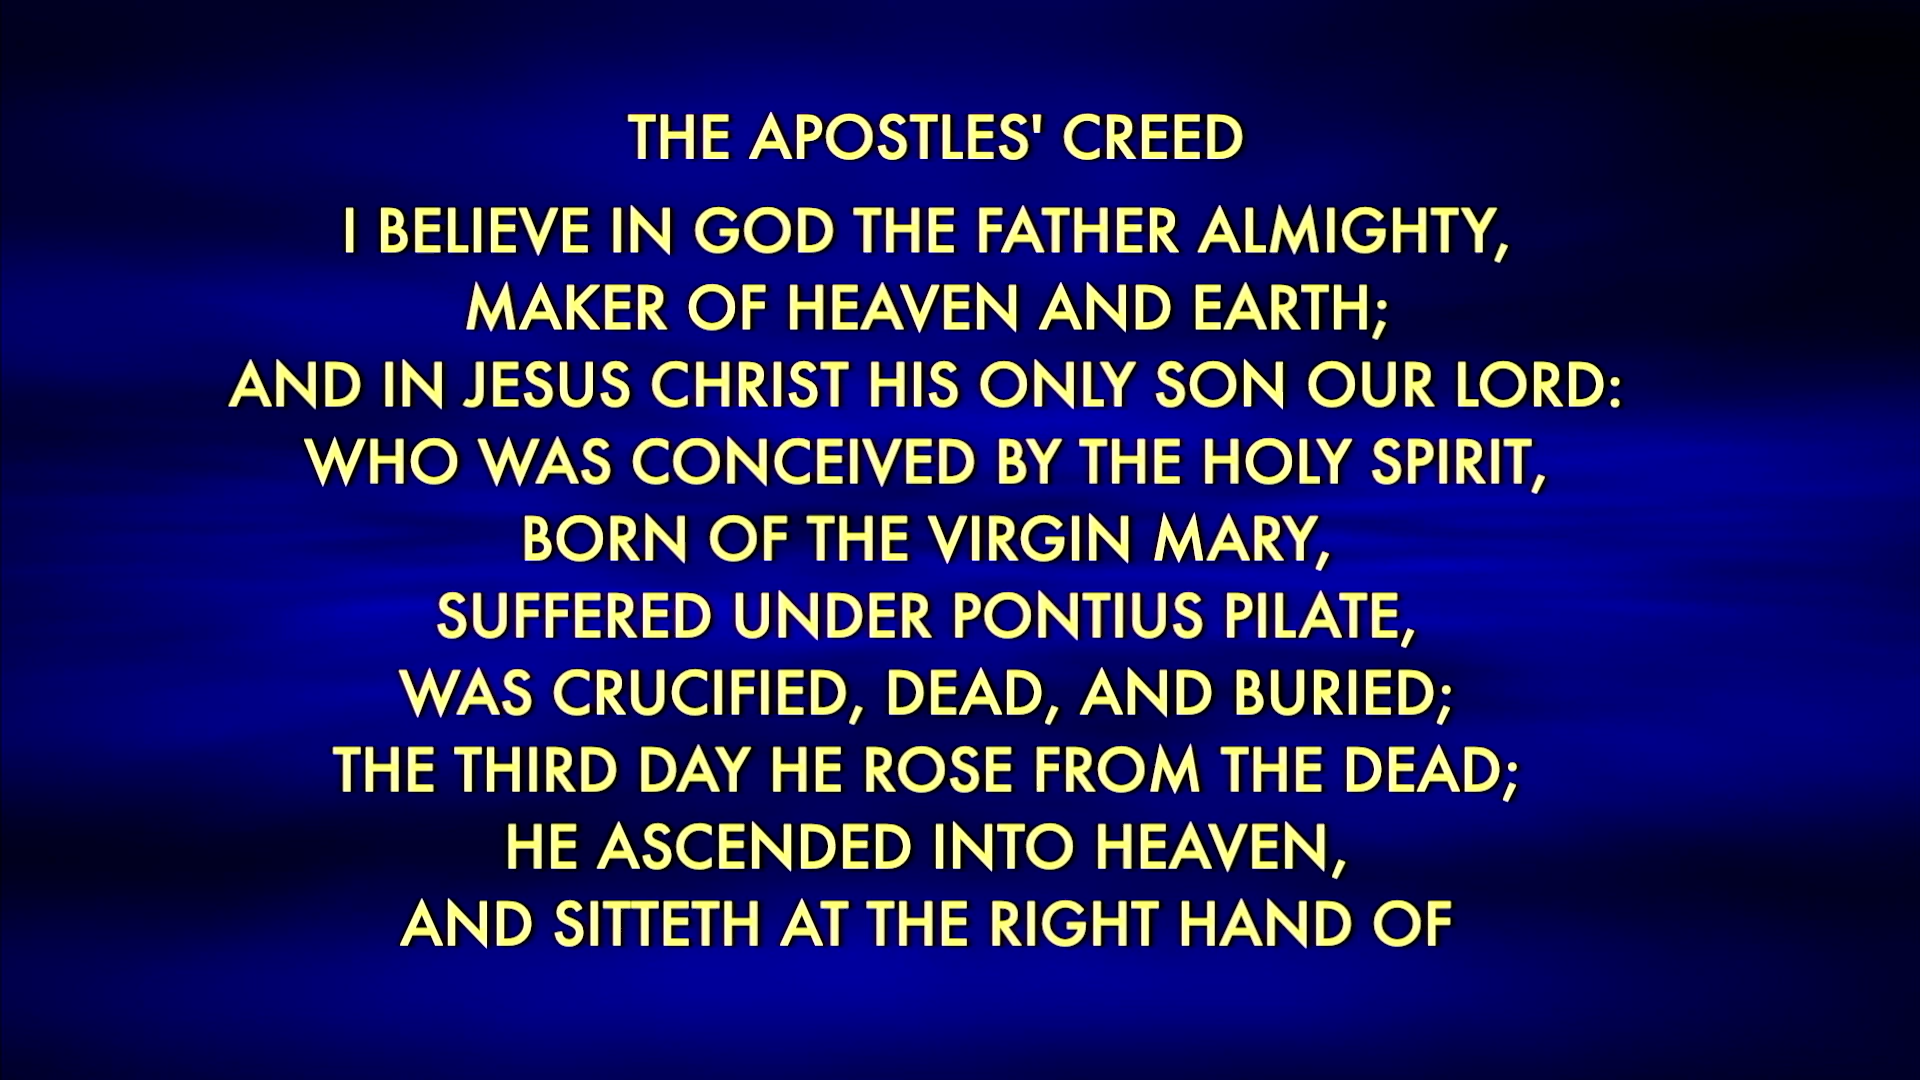 THE APOSTLES' CREED
I BELIEVE IN GOD THE FATHER ALMIGHTY,
MAKER OF HEAVEN AND EARTH;
AND IN JESUS CHRIST HIS ONLY SON OUR LORD:
WHO WAS CONCEIVED BY THE HOLY SPIRIT,
BORN OF THE VIRGIN MARY,
SUFFERED UNDER PONTIUS PILATE,
WAS CRUCIFIED, DEAD, AND BURIED;
THE THIRD DAY HE ROSE FROM THE DEAD;
HE ASCENDED INTO HEAVEN,
AND SITTETH AT THE RIGHT HAND OF